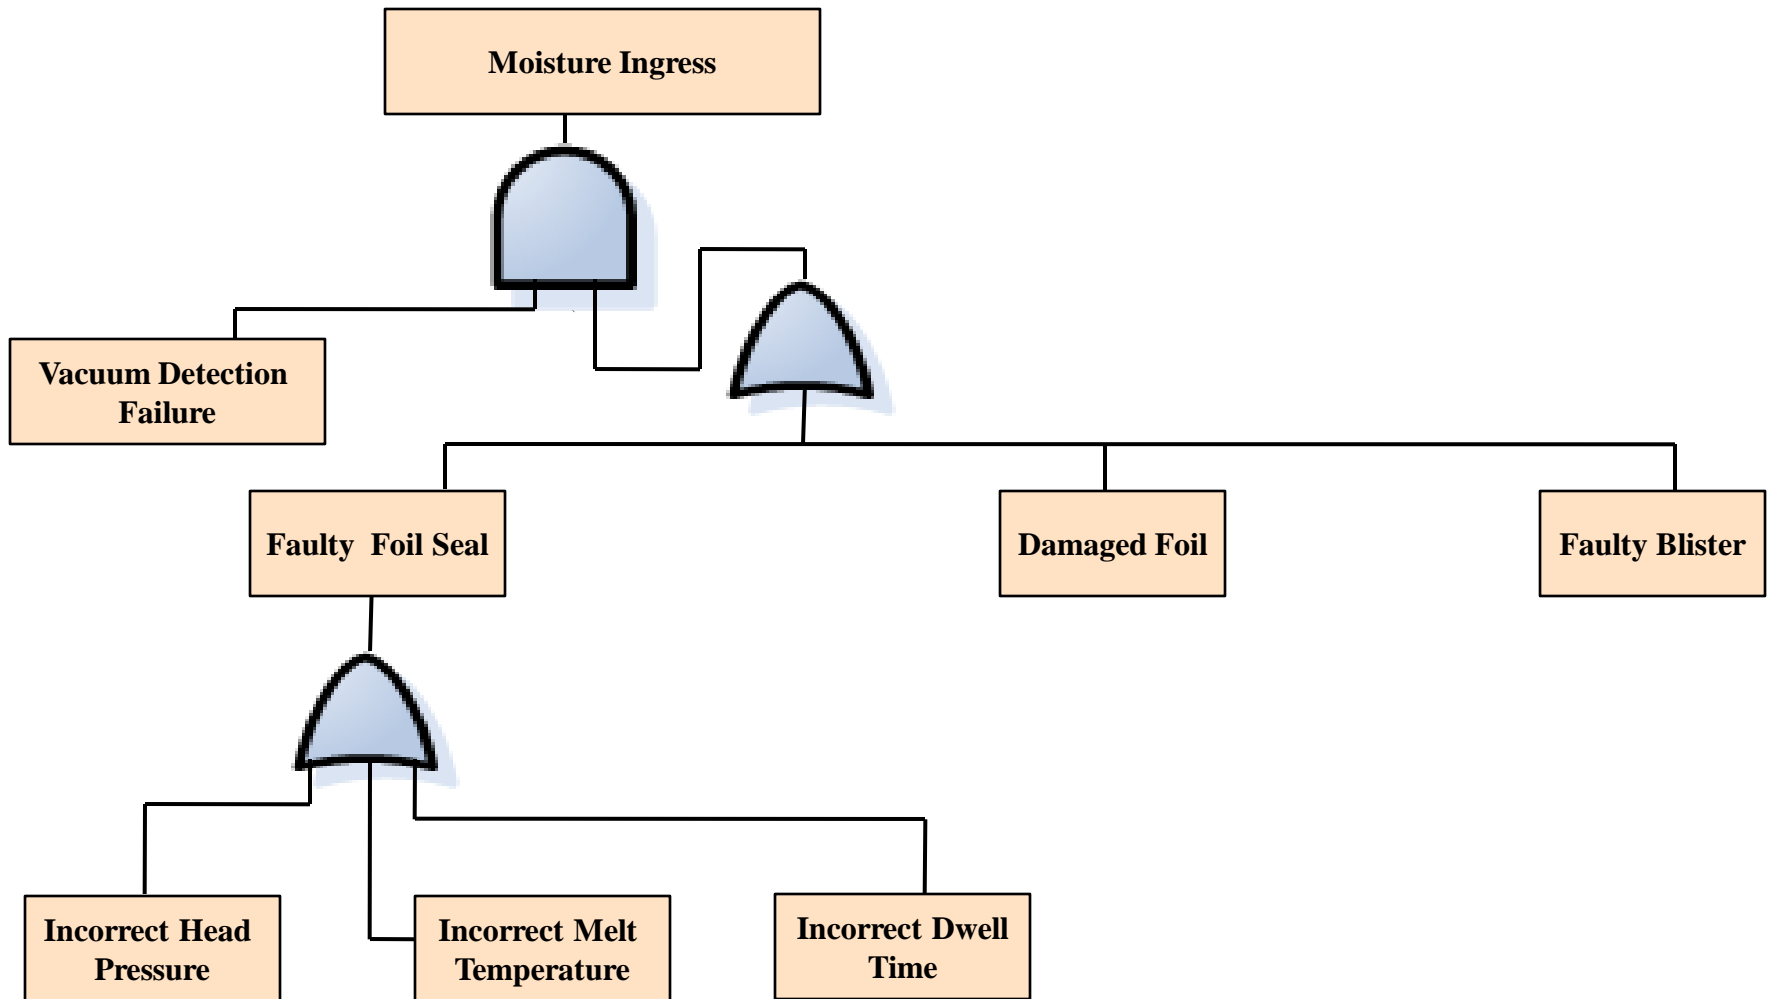 Moisture Ingress
Vacuum Detection
Failure
Faulty Foil Seal
Damaged Foil
Faulty Blister
Incorrect Head
Pressure
Incorrect Melt
Temperature
Incorrect Dwell
Time